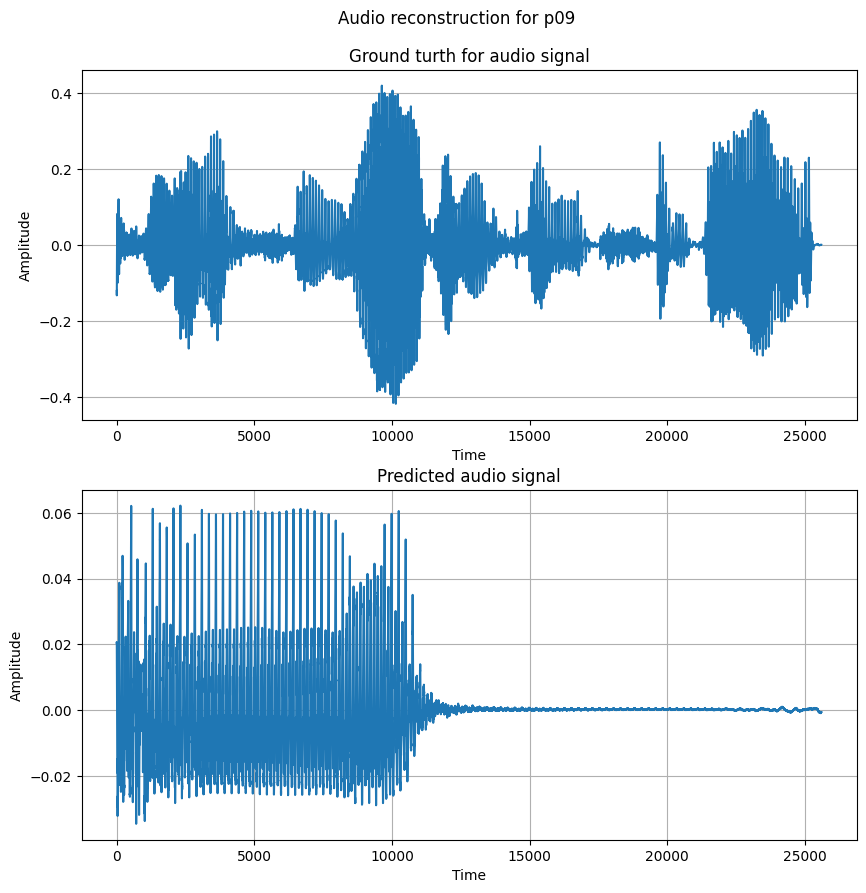 Audio reconstruction for p09
Ground turth for audio signal
0.4
0.2
0.0
−0.2
−0.4
Amplitude
0 5000 10000 15000 20000 25000
Time
Predicted audio signal
0.06
0.04
0.02
0.00
−0.02
Amplitude
0 5000 10000 15000 20000 25000
Time